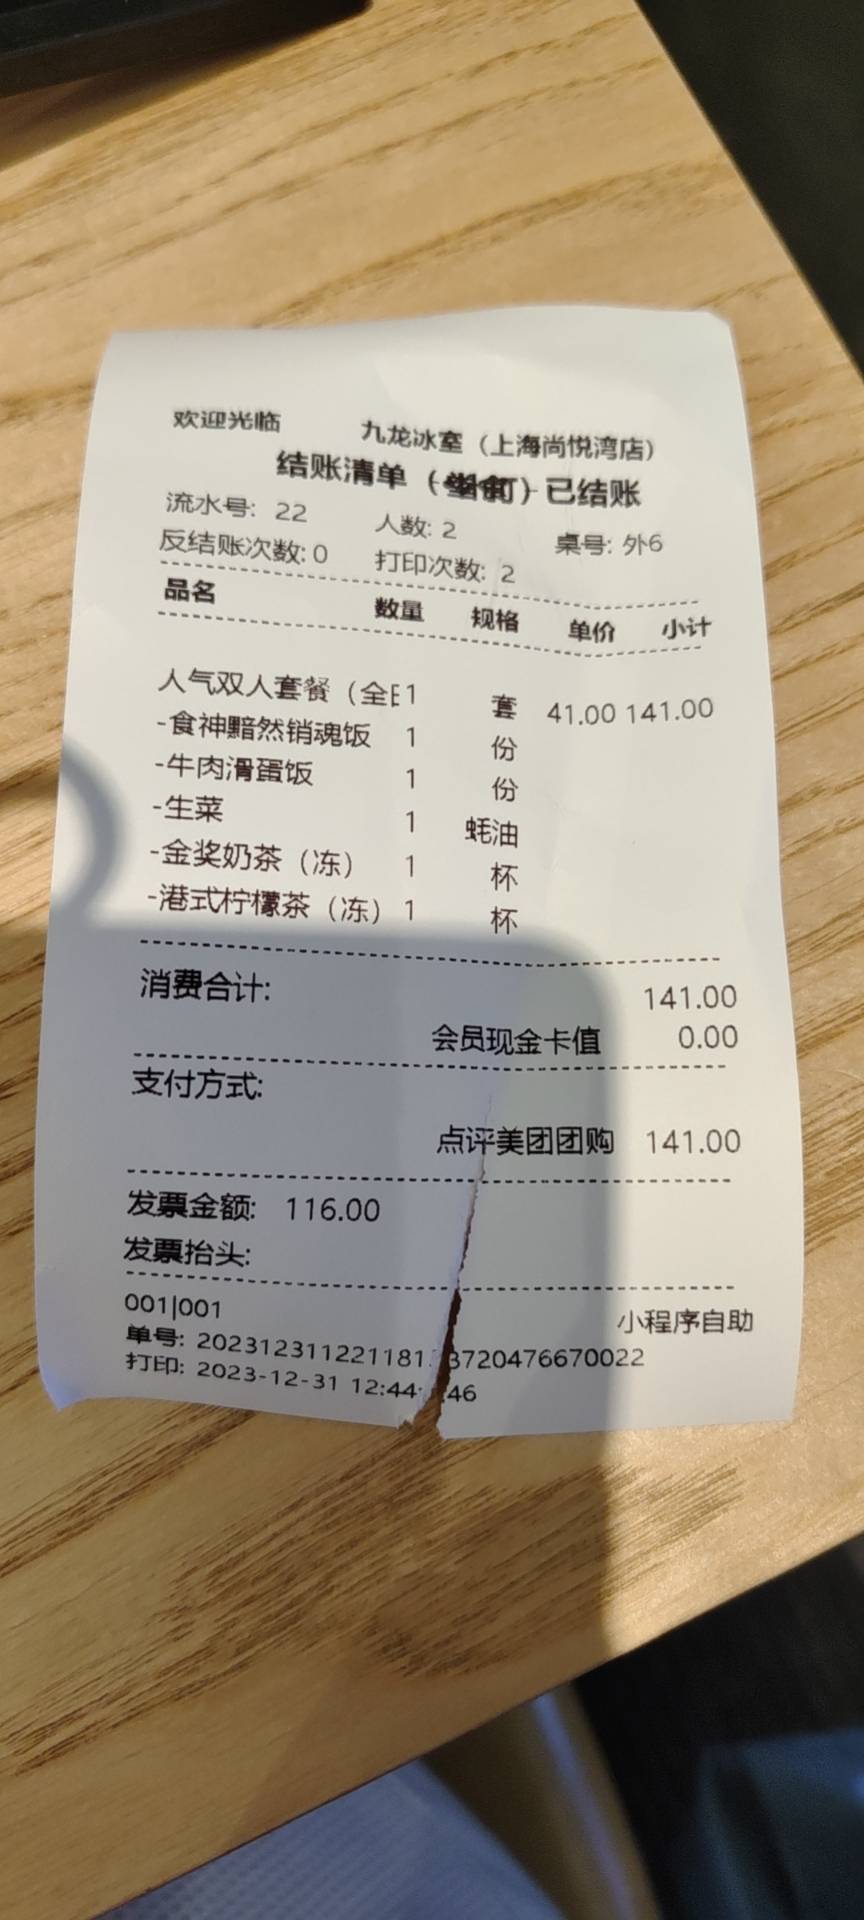 欢迎光临 九龙冰室（上海尚悦湾店）
结账清单 已结账
流水号: 22 人数: 2 桌号: 外6
反结账次数: 0 打印次数: 2
品名 数量 规格 单价 小计
人气双人套餐（全日 1 套 41.00 141.00
-食神黯然销魂饭 1 份
-牛肉滑蛋饭 1 份
-生菜 1 蚝油
-金奖奶茶（冻） 1 杯
-港式柠檬茶（冻） 1 杯
消费合计: 141.00
会员现金卡值 0.00
支付方式:
点评美团团购 141.00
发票金额: 116.00
发票抬头:
001|001 小程序自助
单号: 202312311221181 3720476670022
打印: 2023-12-31 12:44: 46